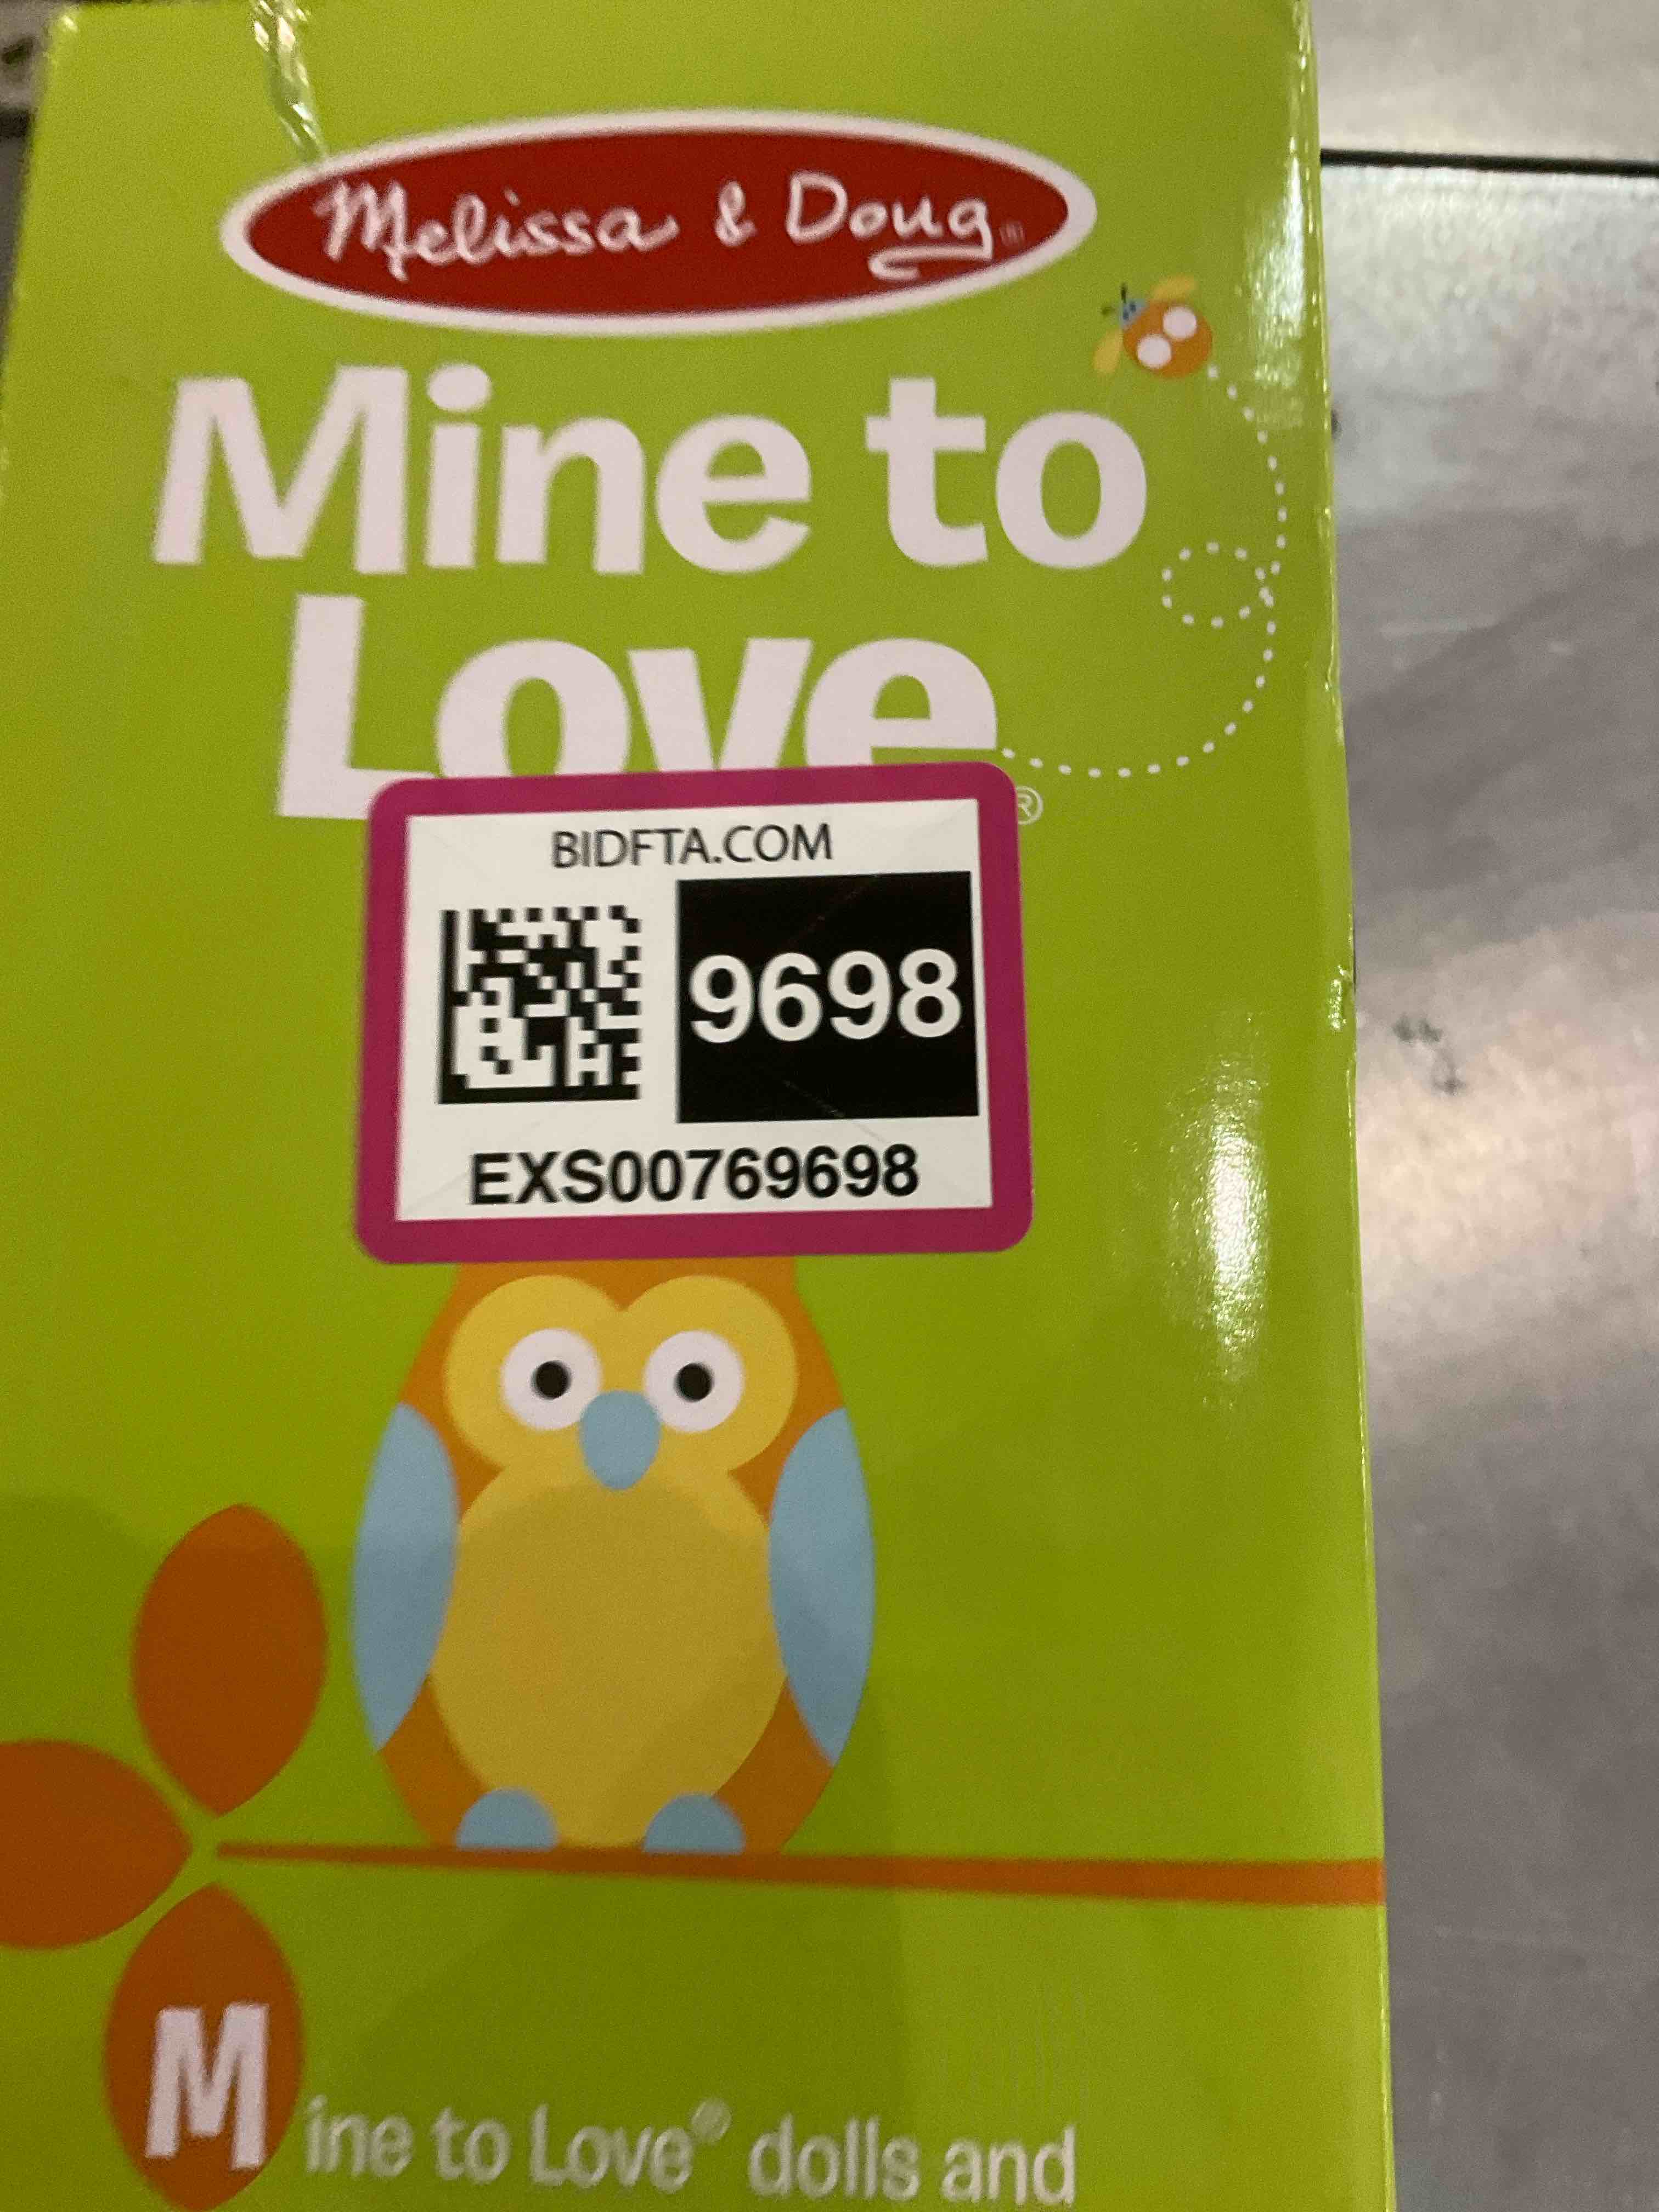 Melissa & Doug®
Mine to
Love®
BIDFTA.COM
9698
EXS00769698
Mine to Love® dolls and